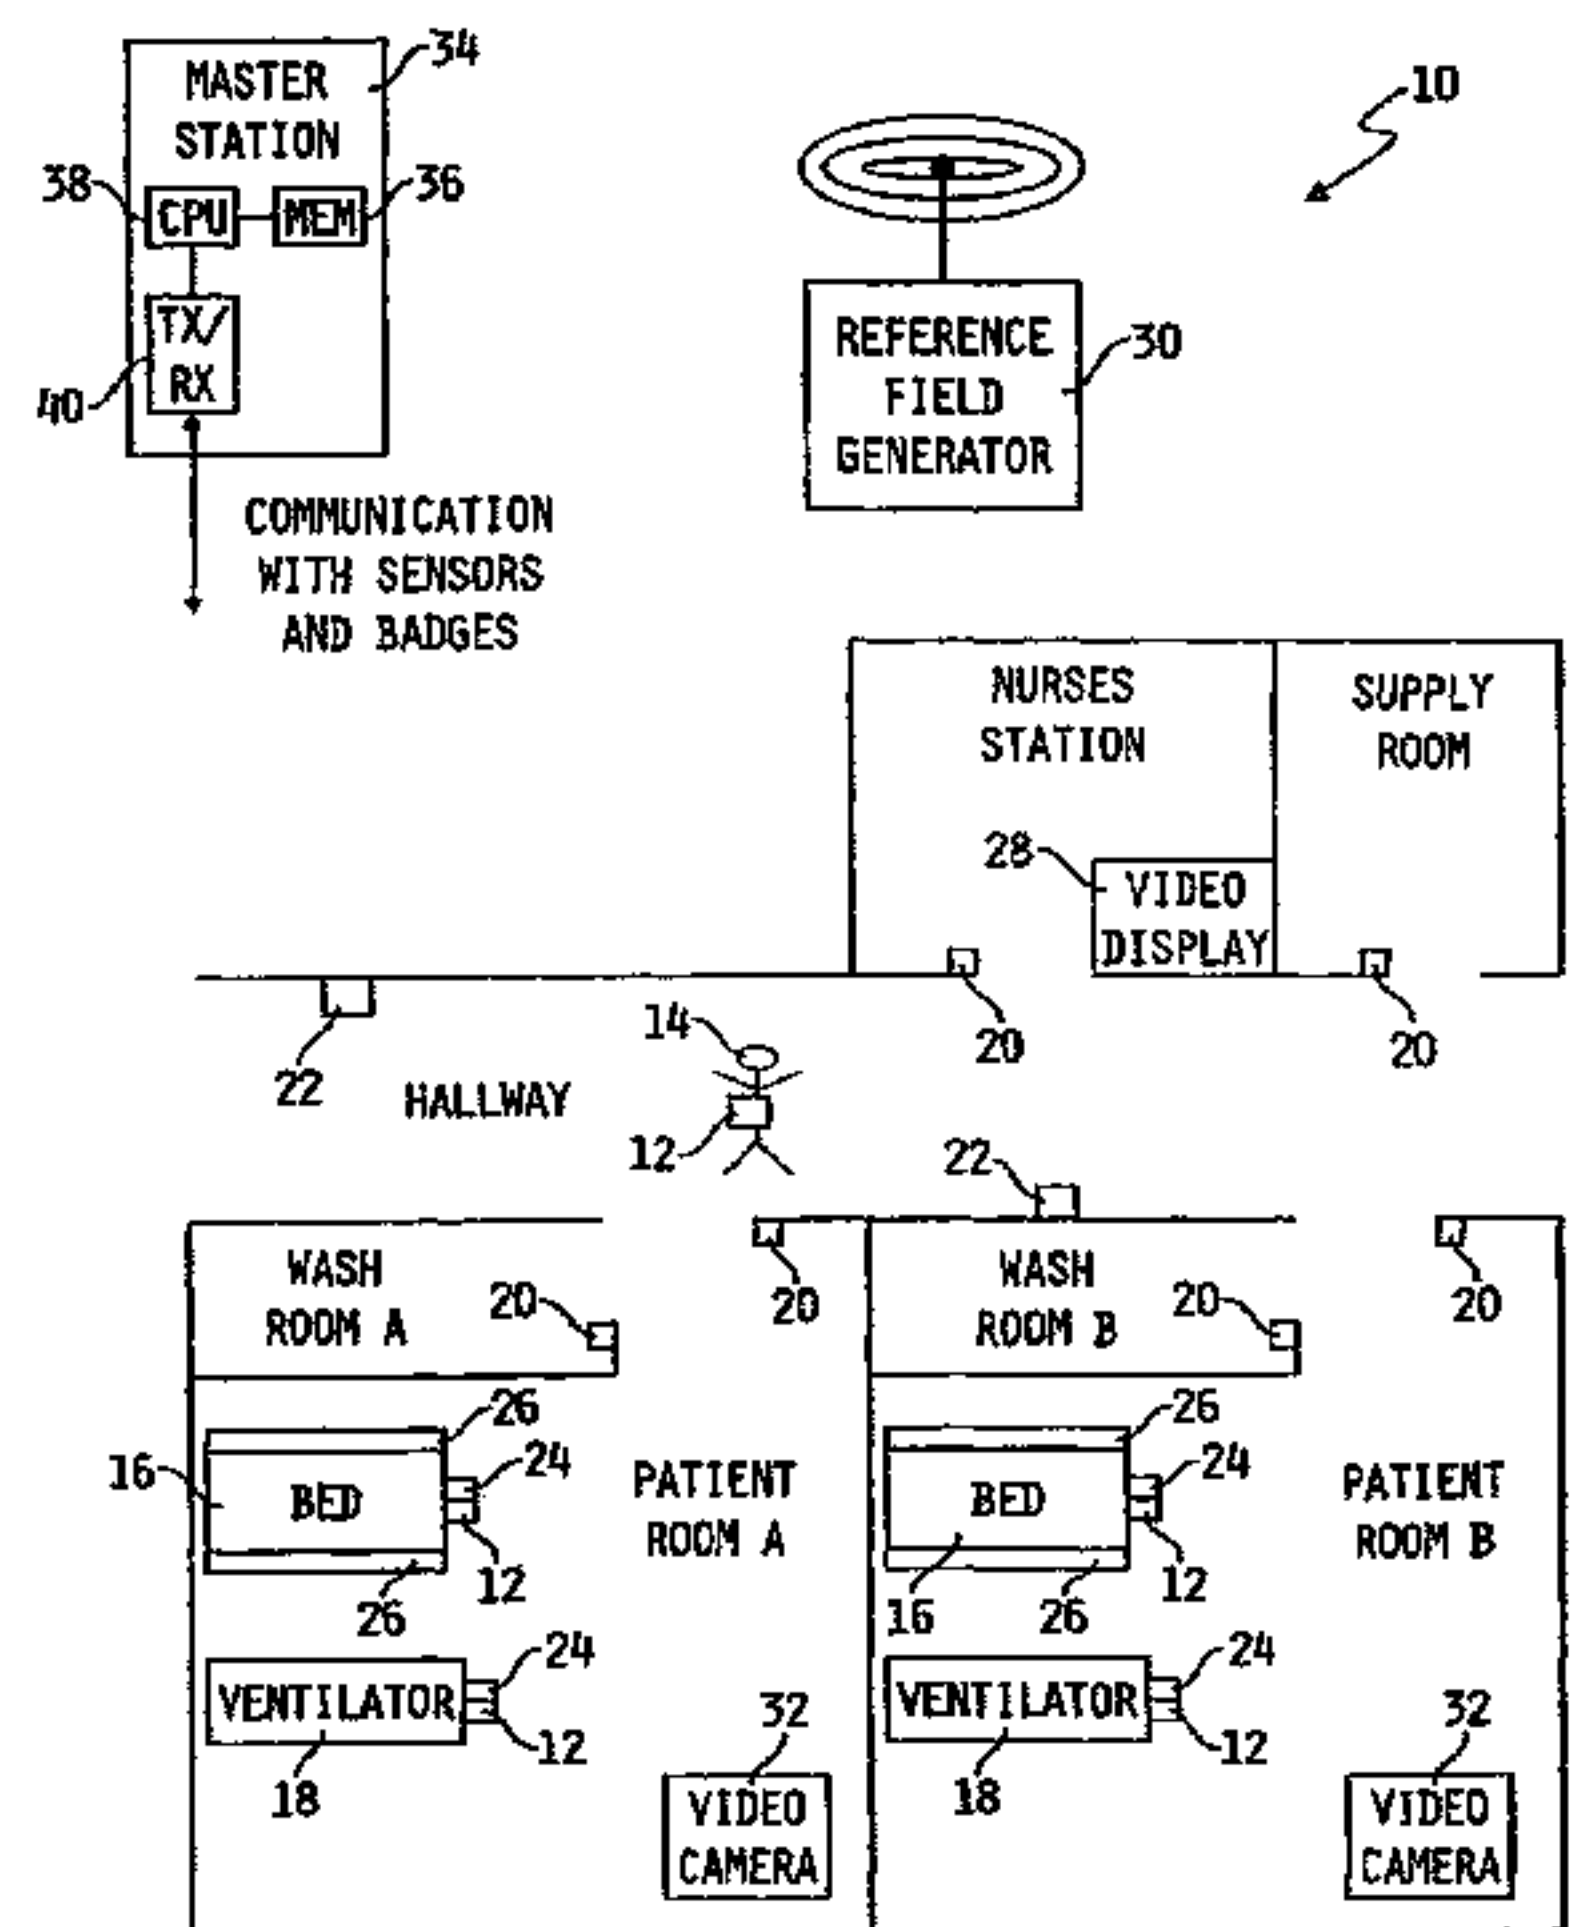 34
MASTER
STATION
38
CPU
MEM
36
TX/
RX
40
COMMUNICATION
WITH SENSORS
AND BADGES
10
REFERENCE
FIELD
GENERATOR
30
NURSES
STATION
SUPPLY
ROOM
28
VIDEO
DISPLAY
20
20
22
HALLWAY
14
12
22
WASH
ROOM A
20
20
WASH
ROOM B
20
20
16
BED
26
24
12
26
PATIENT
ROOM A
BED
26
24
12
16
26
PATIENT
ROOM B
VENTILATOR
24
12
18
32
VIDEO
CAMERA
VENTILATOR
24
12
18
32
VIDEO
CAMERA